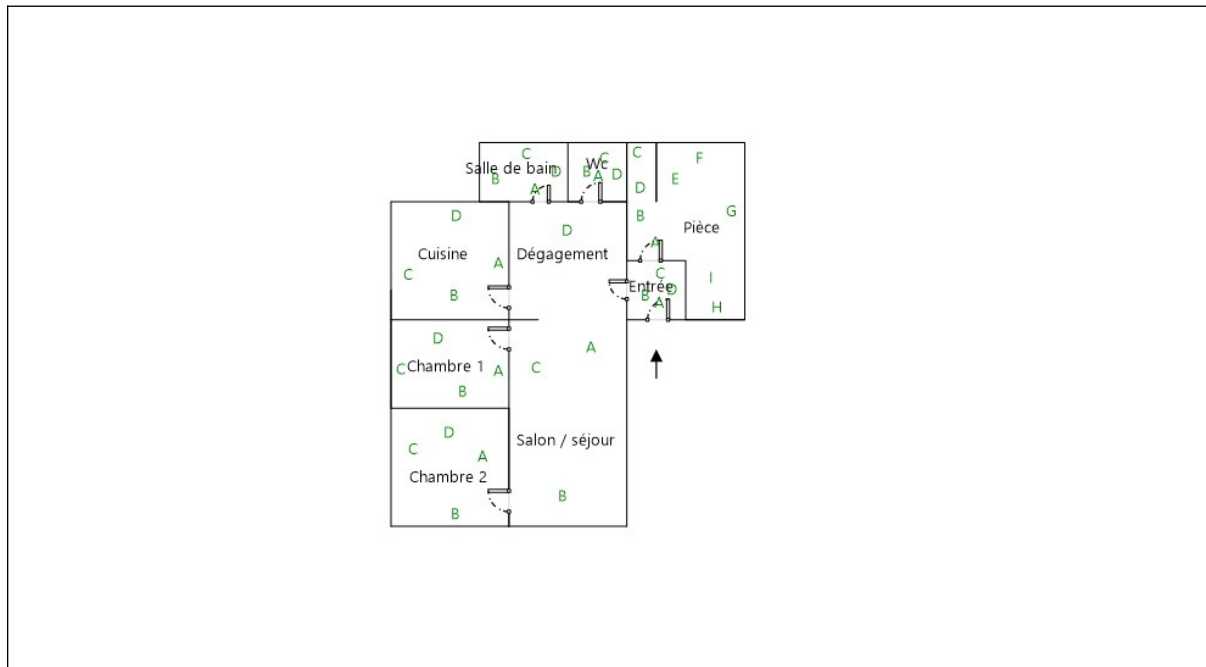 C
C
C
F
Salle de bain
Wc
B
D
B
A
D
E
A
D
D
B
G
D
Dégagement
Pièce
Cuisine
A
A
C
C
I
Entrée
B
B
D
A
H
D
A
Chambre 1
C
A
C
B
D
Salon / séjour
C
A
Chambre 2
B
B